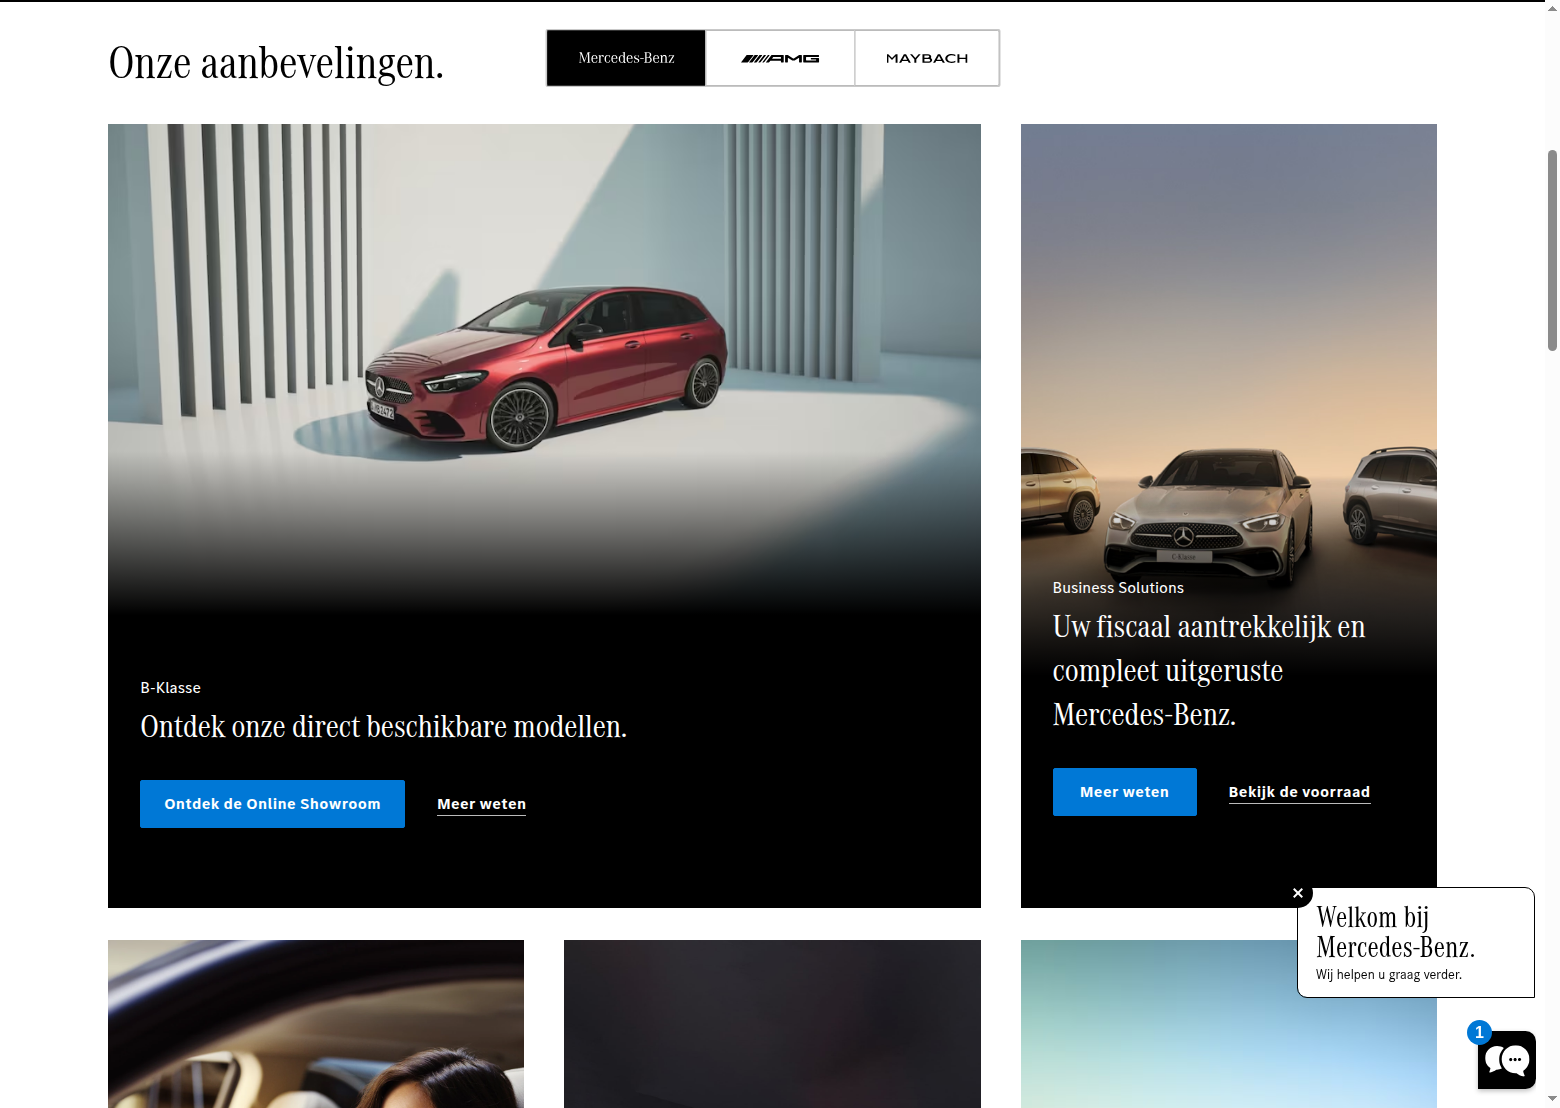 Onze aanbevelingen.
Mercedes-Benz
AMG
MAYBACH
B-Klasse
Ontdek onze direct beschikbare modellen.
Ontdek de Online Showroom
Meer weten
C-Klasse
Business Solutions
Uw fiscaal aantrekkelijk en
compleet uitgeruste
Mercedes-Benz.
Meer weten
Bekijk de voorraad
Welkom bij
Mercedes-Benz.
Wij helpen u graag verder.
1